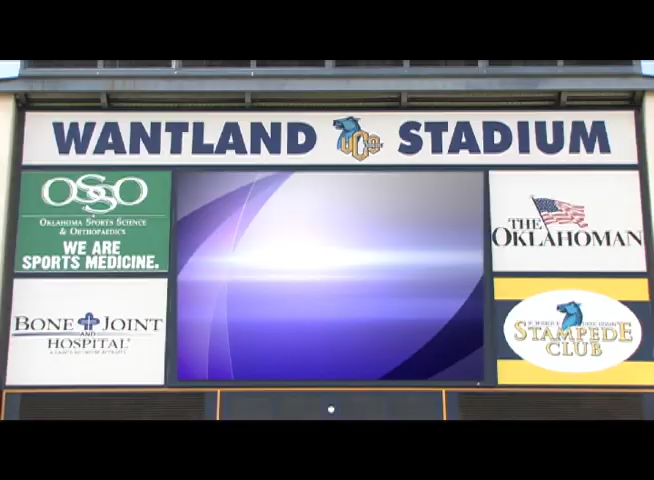 WANTLAND UCO STADIUM
OSSO
OKLAHOMA SPORTS SCIENCE
& ORTHOPAEDICS
WE ARE
SPORTS MEDICINE.
THE
OKLAHOMAN
BONE JOINT
AND
HOSPITAL
STAMPEDE
CLUB